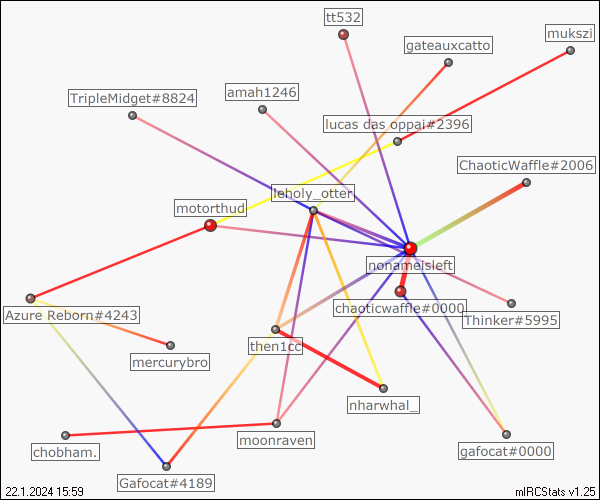 tt532
mukszi
gateauxcatto
amah1246
TripleMidget#8824
lucas das oppai#2396
ChaoticWaffle#2006
leholy_otter
motorthud
nonameisleft
Azure Reborn#4243
chaoticwaffle#0000
Thinker#5995
then1cc
mercurybro
nharwhal_
moonraven
chobham.
gafocat#0000
Gafocat#4189
22.1.2024 15:59
mIRCStats v1.25